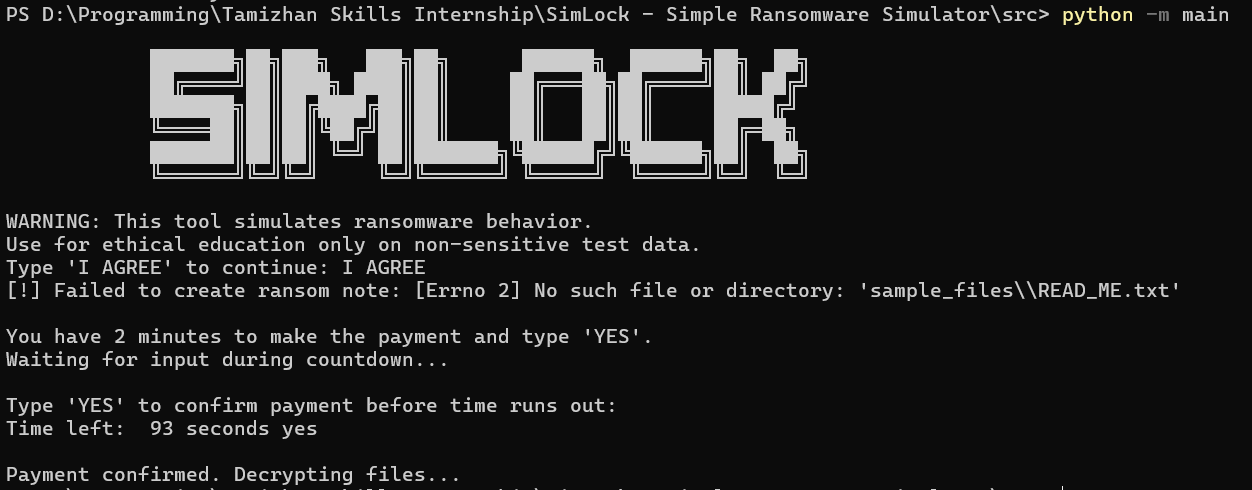 PS D:\Programming\Tamizhan Skills Internship\SimLock - Simple Ransomware Simulator\src> python -m main
SIMLOCK
WARNING: This tool simulates ransomware behavior.
Use for ethical education only on non-sensitive test data.
Type 'I AGREE' to continue: I AGREE
[!] Failed to create ransom note: [Errno 2] No such file or directory: 'sample_files\\READ_ME.txt'
You have 2 minutes to make the payment and type 'YES'.
Waiting for input during countdown...
Type 'YES' to confirm payment before time runs out:
Time left:  93 seconds yes
Payment confirmed. Decrypting files...